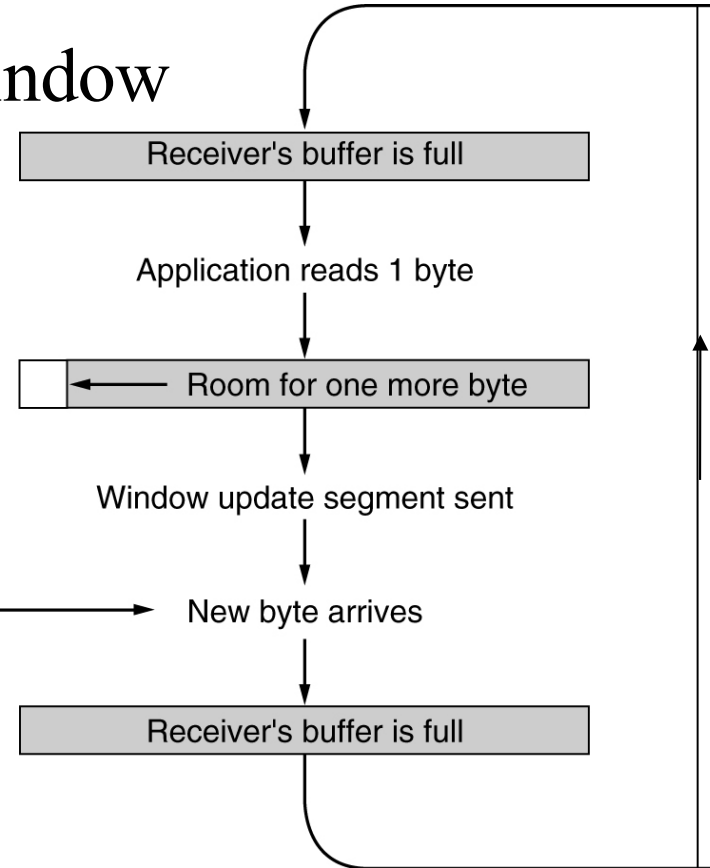 ndow
Receiver's buffer is full
Application reads 1 byte
Room for one more byte
Window update segment sent
New byte arrives
Receiver's buffer is full